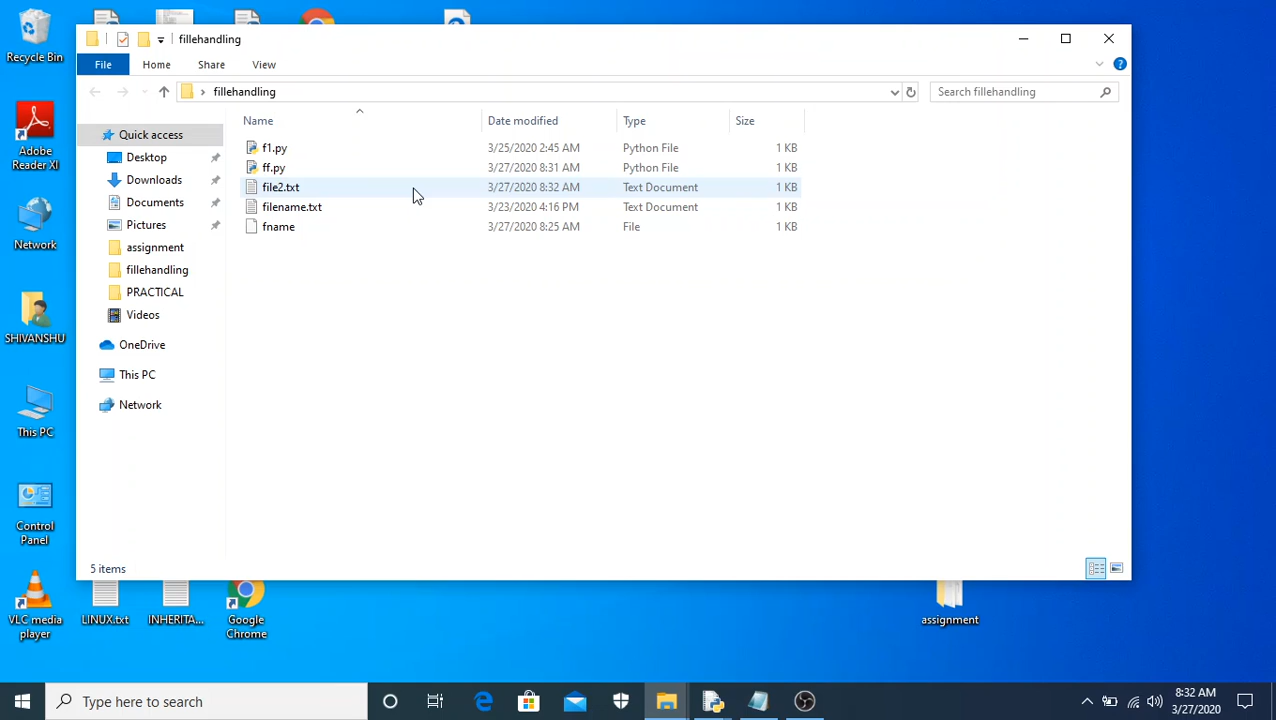 Recycle Bin
Adobe
Reader XI
Network
SHIVANSHU
This PC
Control
Panel
VLC media
player
LINUX.txt
INHERITA...
Google
Chrome
assignment
fillehandling
File
Home
Share
View
fillehandling
Search fillehandling
Name
Date modified
Type
Size
f1.py 3/25/2020 2:45 AM Python File 1 KB
ff.py 3/27/2020 8:31 AM Python File 1 KB
file2.txt 3/27/2020 8:32 AM Text Document 1 KB
filename.txt 3/23/2020 4:16 PM Text Document 1 KB
fname 3/27/2020 8:25 AM File 1 KB
Quick access
Desktop
Downloads
Documents
Pictures
assignment
fillehandling
PRACTICAL
Videos
OneDrive
This PC
Network
5 items
Type here to search
8:32 AM
3/27/2020